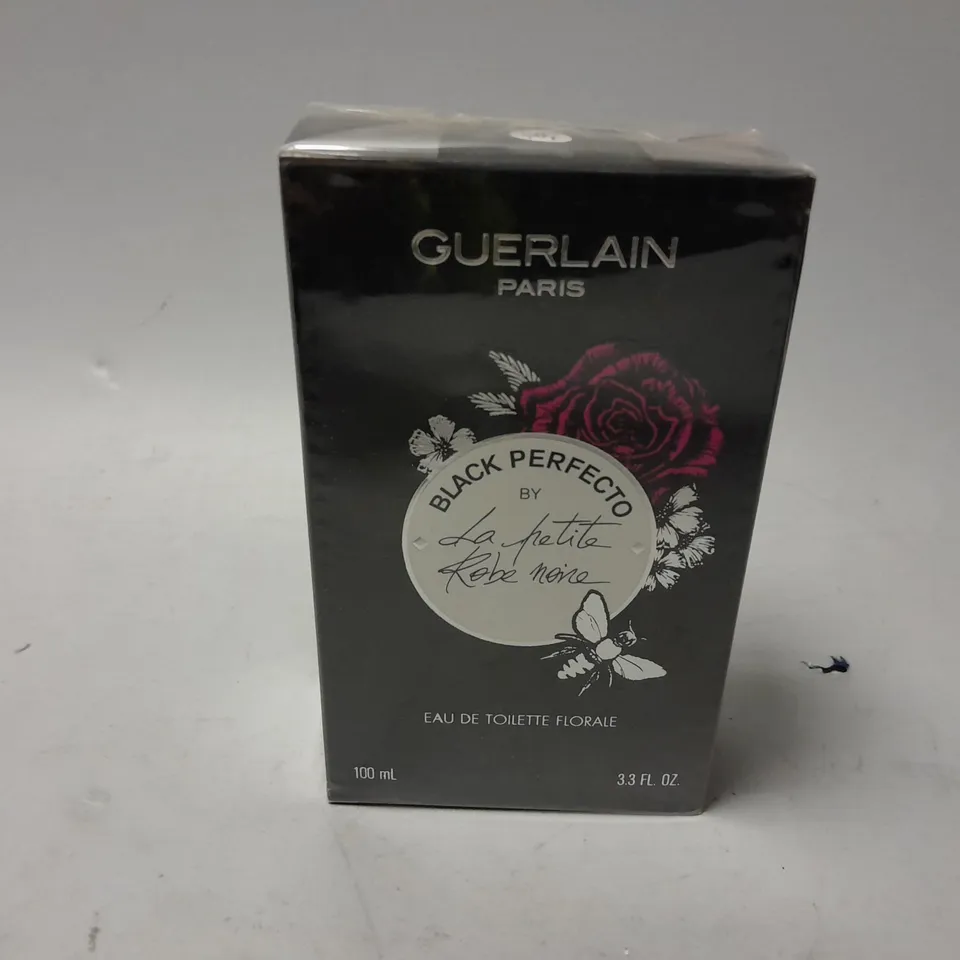 GUERLAIN
PARIS
BLACK PERFECTO
BY
La petite
Robe noire
EAU DE TOILETTE FLORALE
100 mL
3.3 FL. OZ.